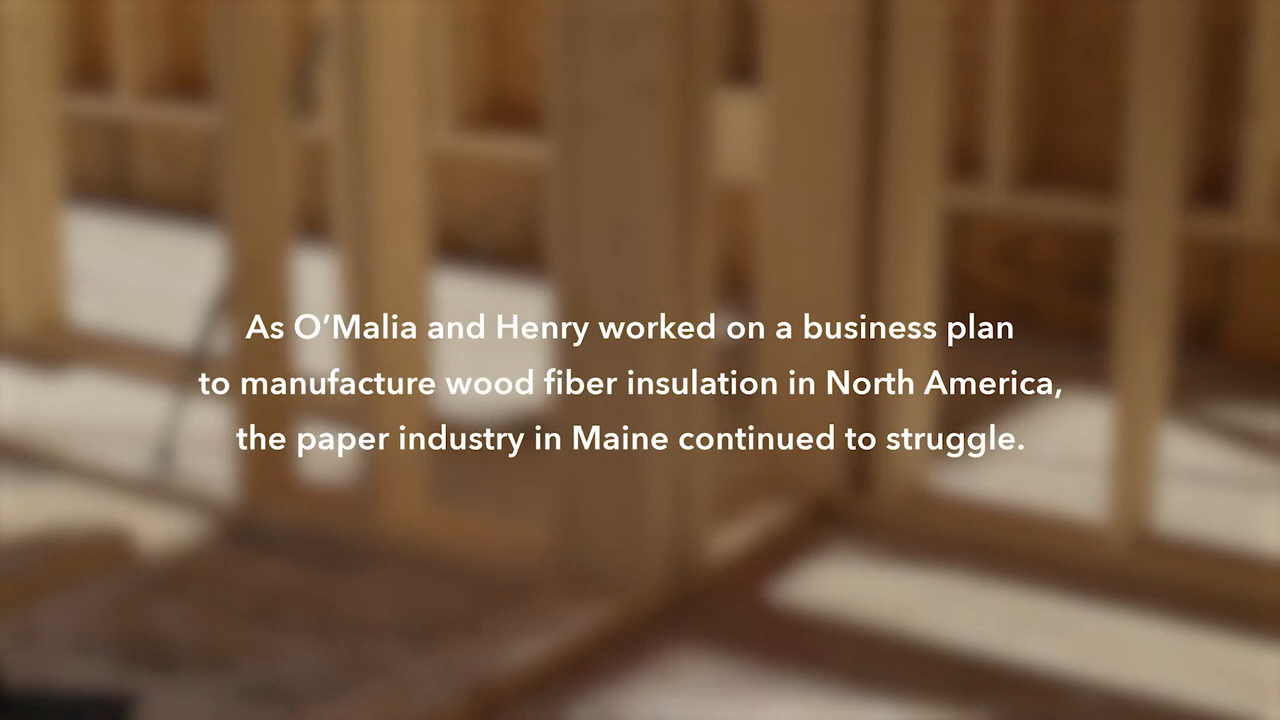 As O’Malia and Henry worked on a business plan
to manufacture wood fiber insulation in North America,
the paper industry in Maine continued to struggle.